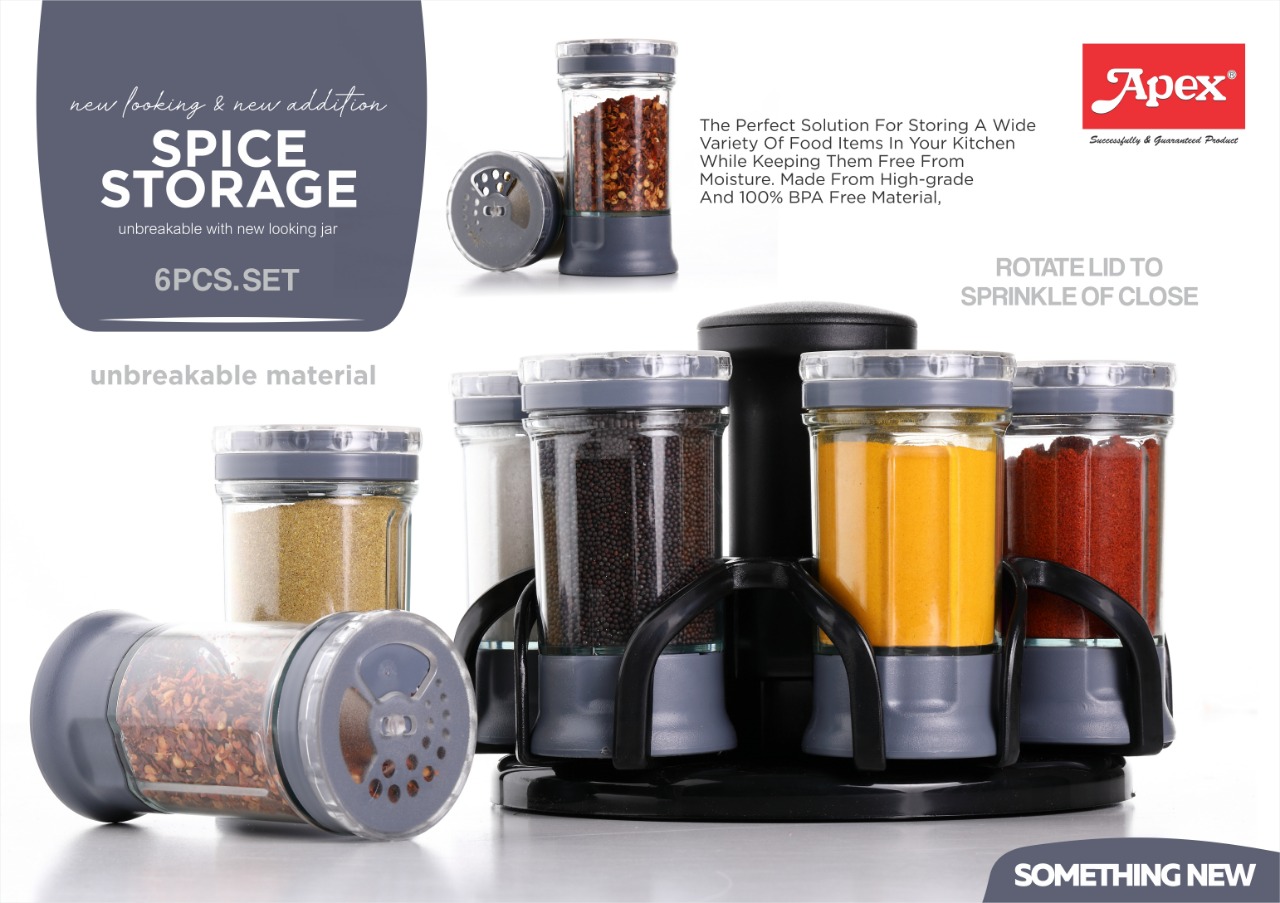 new looking & new addition
SPICE
STORAGE
unbreakable with new looking jar
6PCS.SET
unbreakable material
The Perfect Solution For Storing A Wide
Variety Of Food Items In Your Kitchen
While Keeping Them Free From
Moisture. Made From High-grade
And 100% BPA Free Material,
Apex®
Successfully & Guaranteed Product
ROTATE LID TO
SPRINKLE OF CLOSE
SOMETHING NEW